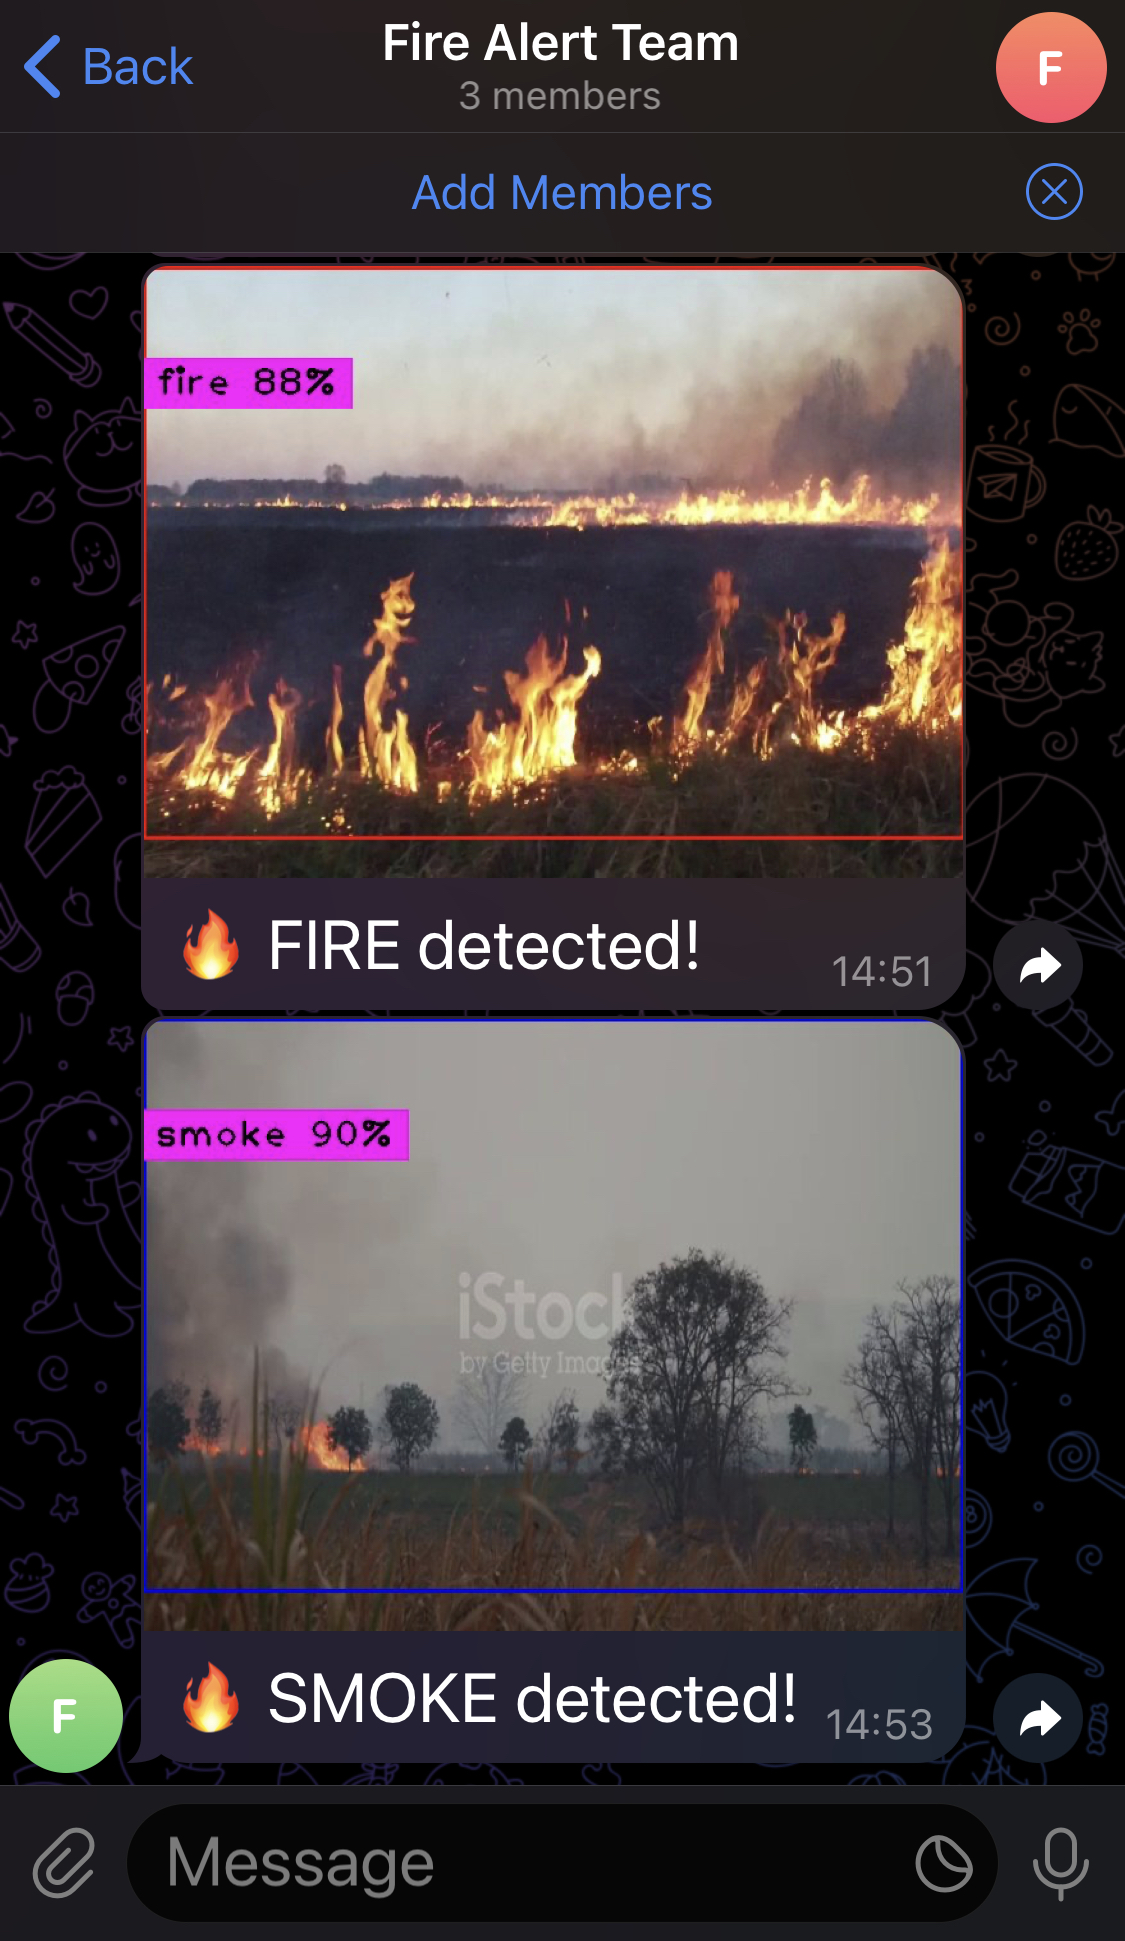 Back
Fire Alert Team
3 members
F
Add Members
fire 88%
🔥 FIRE detected!
14:51
smoke 90%
iStock
by Getty Images
🔥 SMOKE detected!
14:53
F
Message